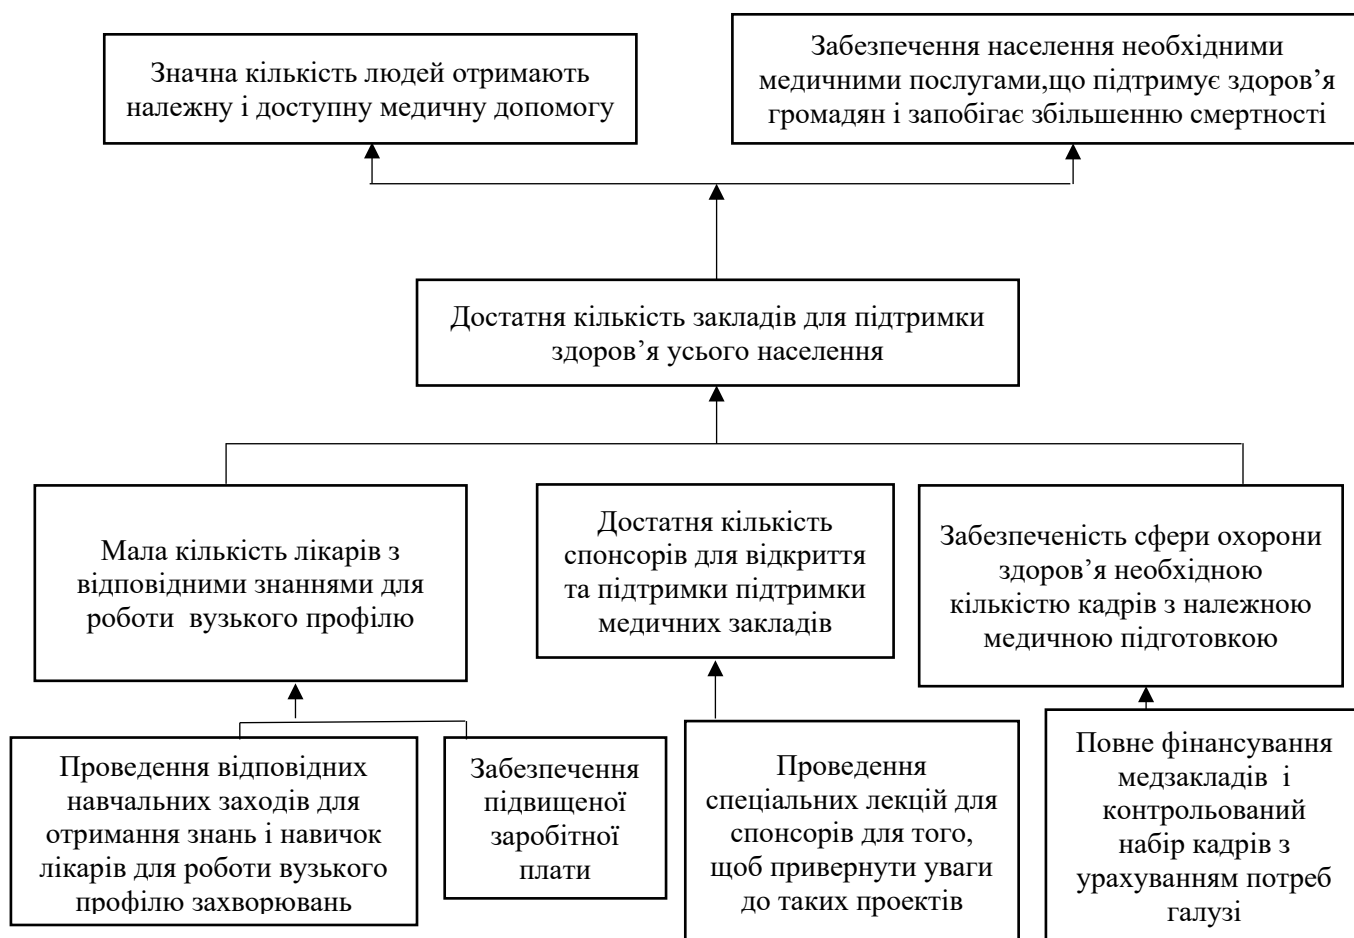 Значна кількість людей отримають
належну і доступну медичну допомогу
Забезпечення населення необхідними
медичними послугами,що підтримує здоров’я
громадян і запобігає збільшенню смертності
Достатня кількість закладів для підтримки
здоров’я усього населення
Мала кількість лікарів з
відповідними знаннями для
роботи вузького профілю
Достатня кількість
спонсорів для відкриття
та підтримки підтримки
медичних закладів
Забезпеченість сфери охорони
здоров’я необхідною
кількістю кадрів з належною
медичною підготовкою
Проведення відповідних
навчальних заходів для
отримання знань і навичок
лікарів для роботи вузького
профілю захворювань
Забезпечення
підвищеної
заробітної
плати
Проведення
спеціальних лекцій для
спонсорів для того,
щоб привернути уваги
до таких проектів
Повне фінансування
медзакладів і
контрольований
набір кадрів з
урахуванням потреб
галузі